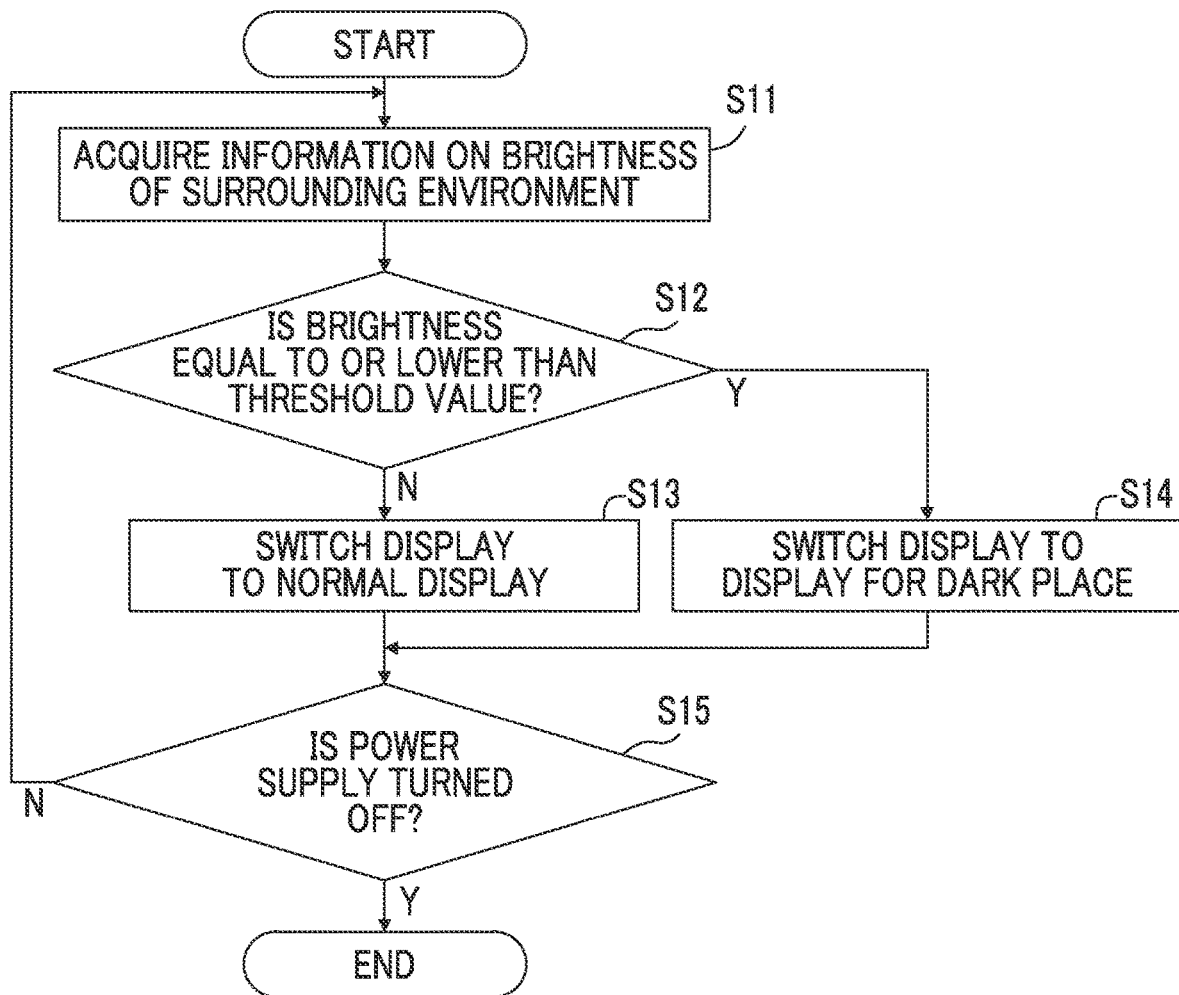 START
S11
ACQUIRE INFORMATION ON BRIGHTNESS
OF SURROUNDING ENVIRONMENT
S12
IS BRIGHTNESS
EQUAL TO OR LOWER THAN
THRESHOLD VALUE?
Y
N
S13
SWITCH DISPLAY
TO NORMAL DISPLAY
S14
SWITCH DISPLAY TO
DISPLAY FOR DARK PLACE
S15
IS POWER
SUPPLY TURNED
OFF?
N
Y
END